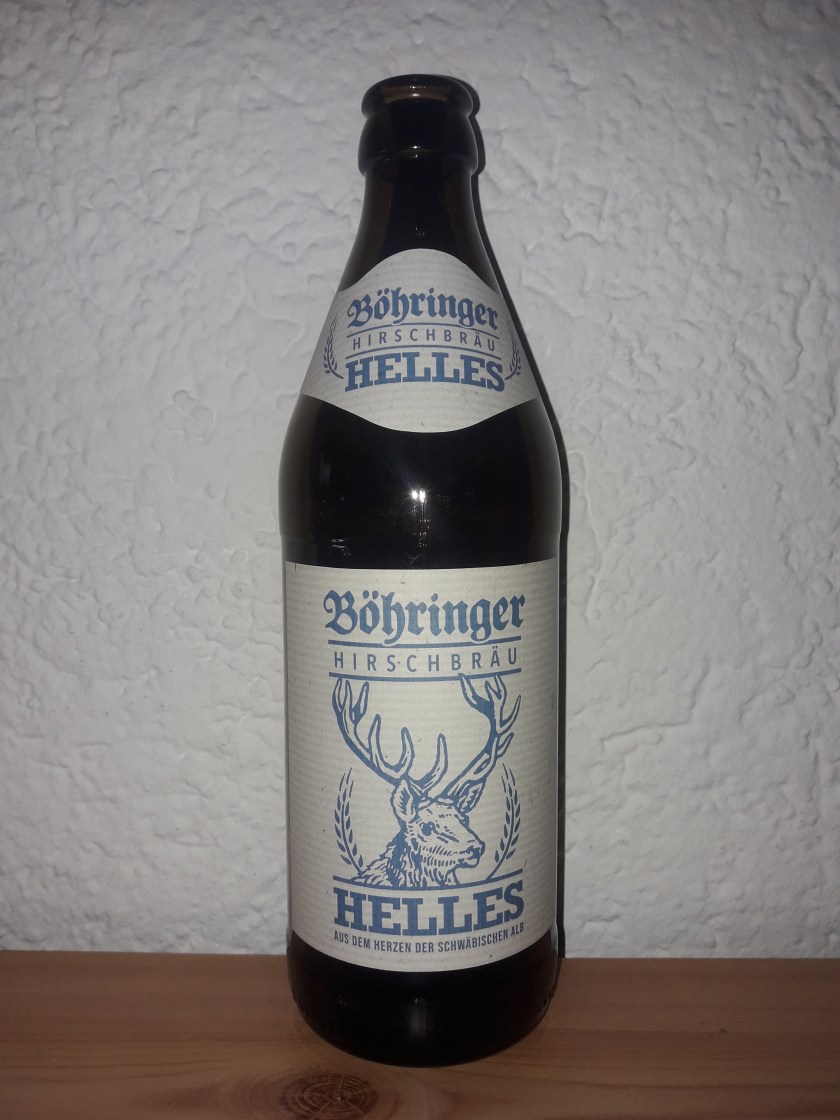 Böhringer
HIRSCHBRÄU
HELLES
Böhringer
HIRSCHBRÄU
HELLES
AUS DEM HERZEN DER SCHWÄBISCHEN ALB